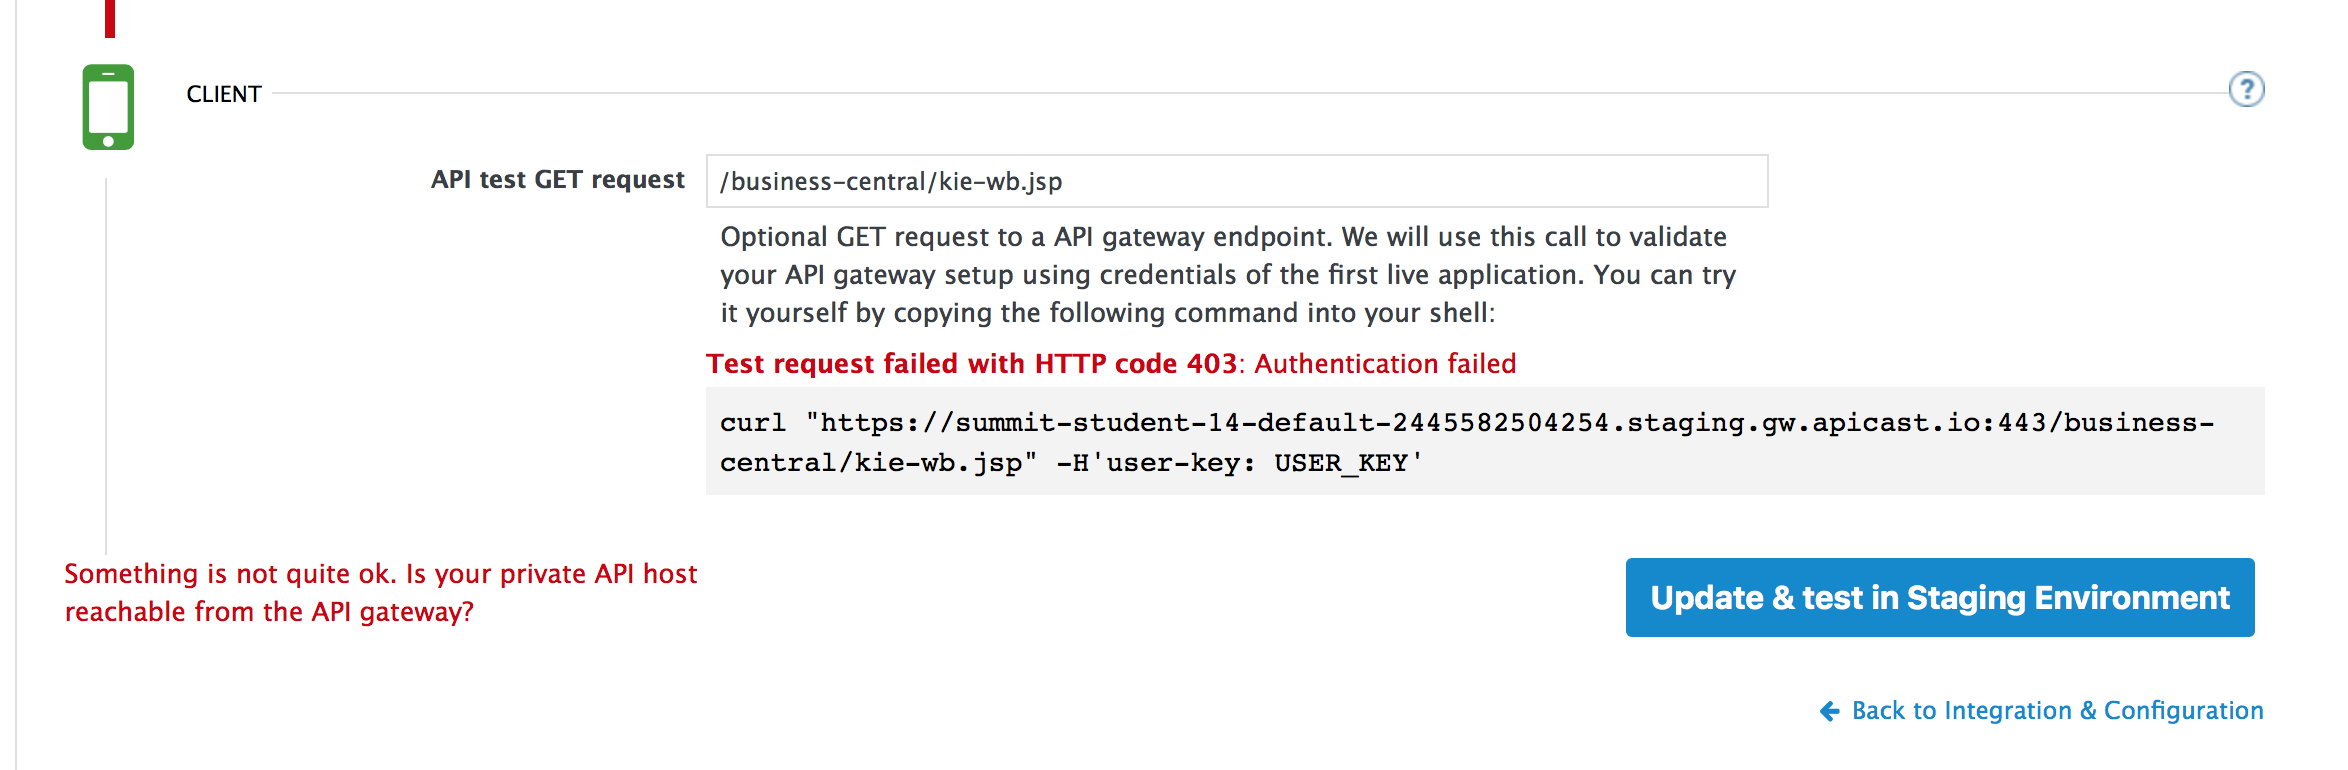 CLIENT
?
API test GET request
/business-central/kie-wb.jsp
Optional GET request to a API gateway endpoint. We will use this call to validate
your API gateway setup using credentials of the first live application. You can try
it yourself by copying the following command into your shell:
Test request failed with HTTP code 403: Authentication failed
curl "https://summit-student-14-default-2445582504254.staging.gw.apicast.io:443/business-
central/kie-wb.jsp" -H'user-key: USER_KEY'
Something is not quite ok. Is your private API host
reachable from the API gateway?
Update & test in Staging Environment
Back to Integration & Configuration